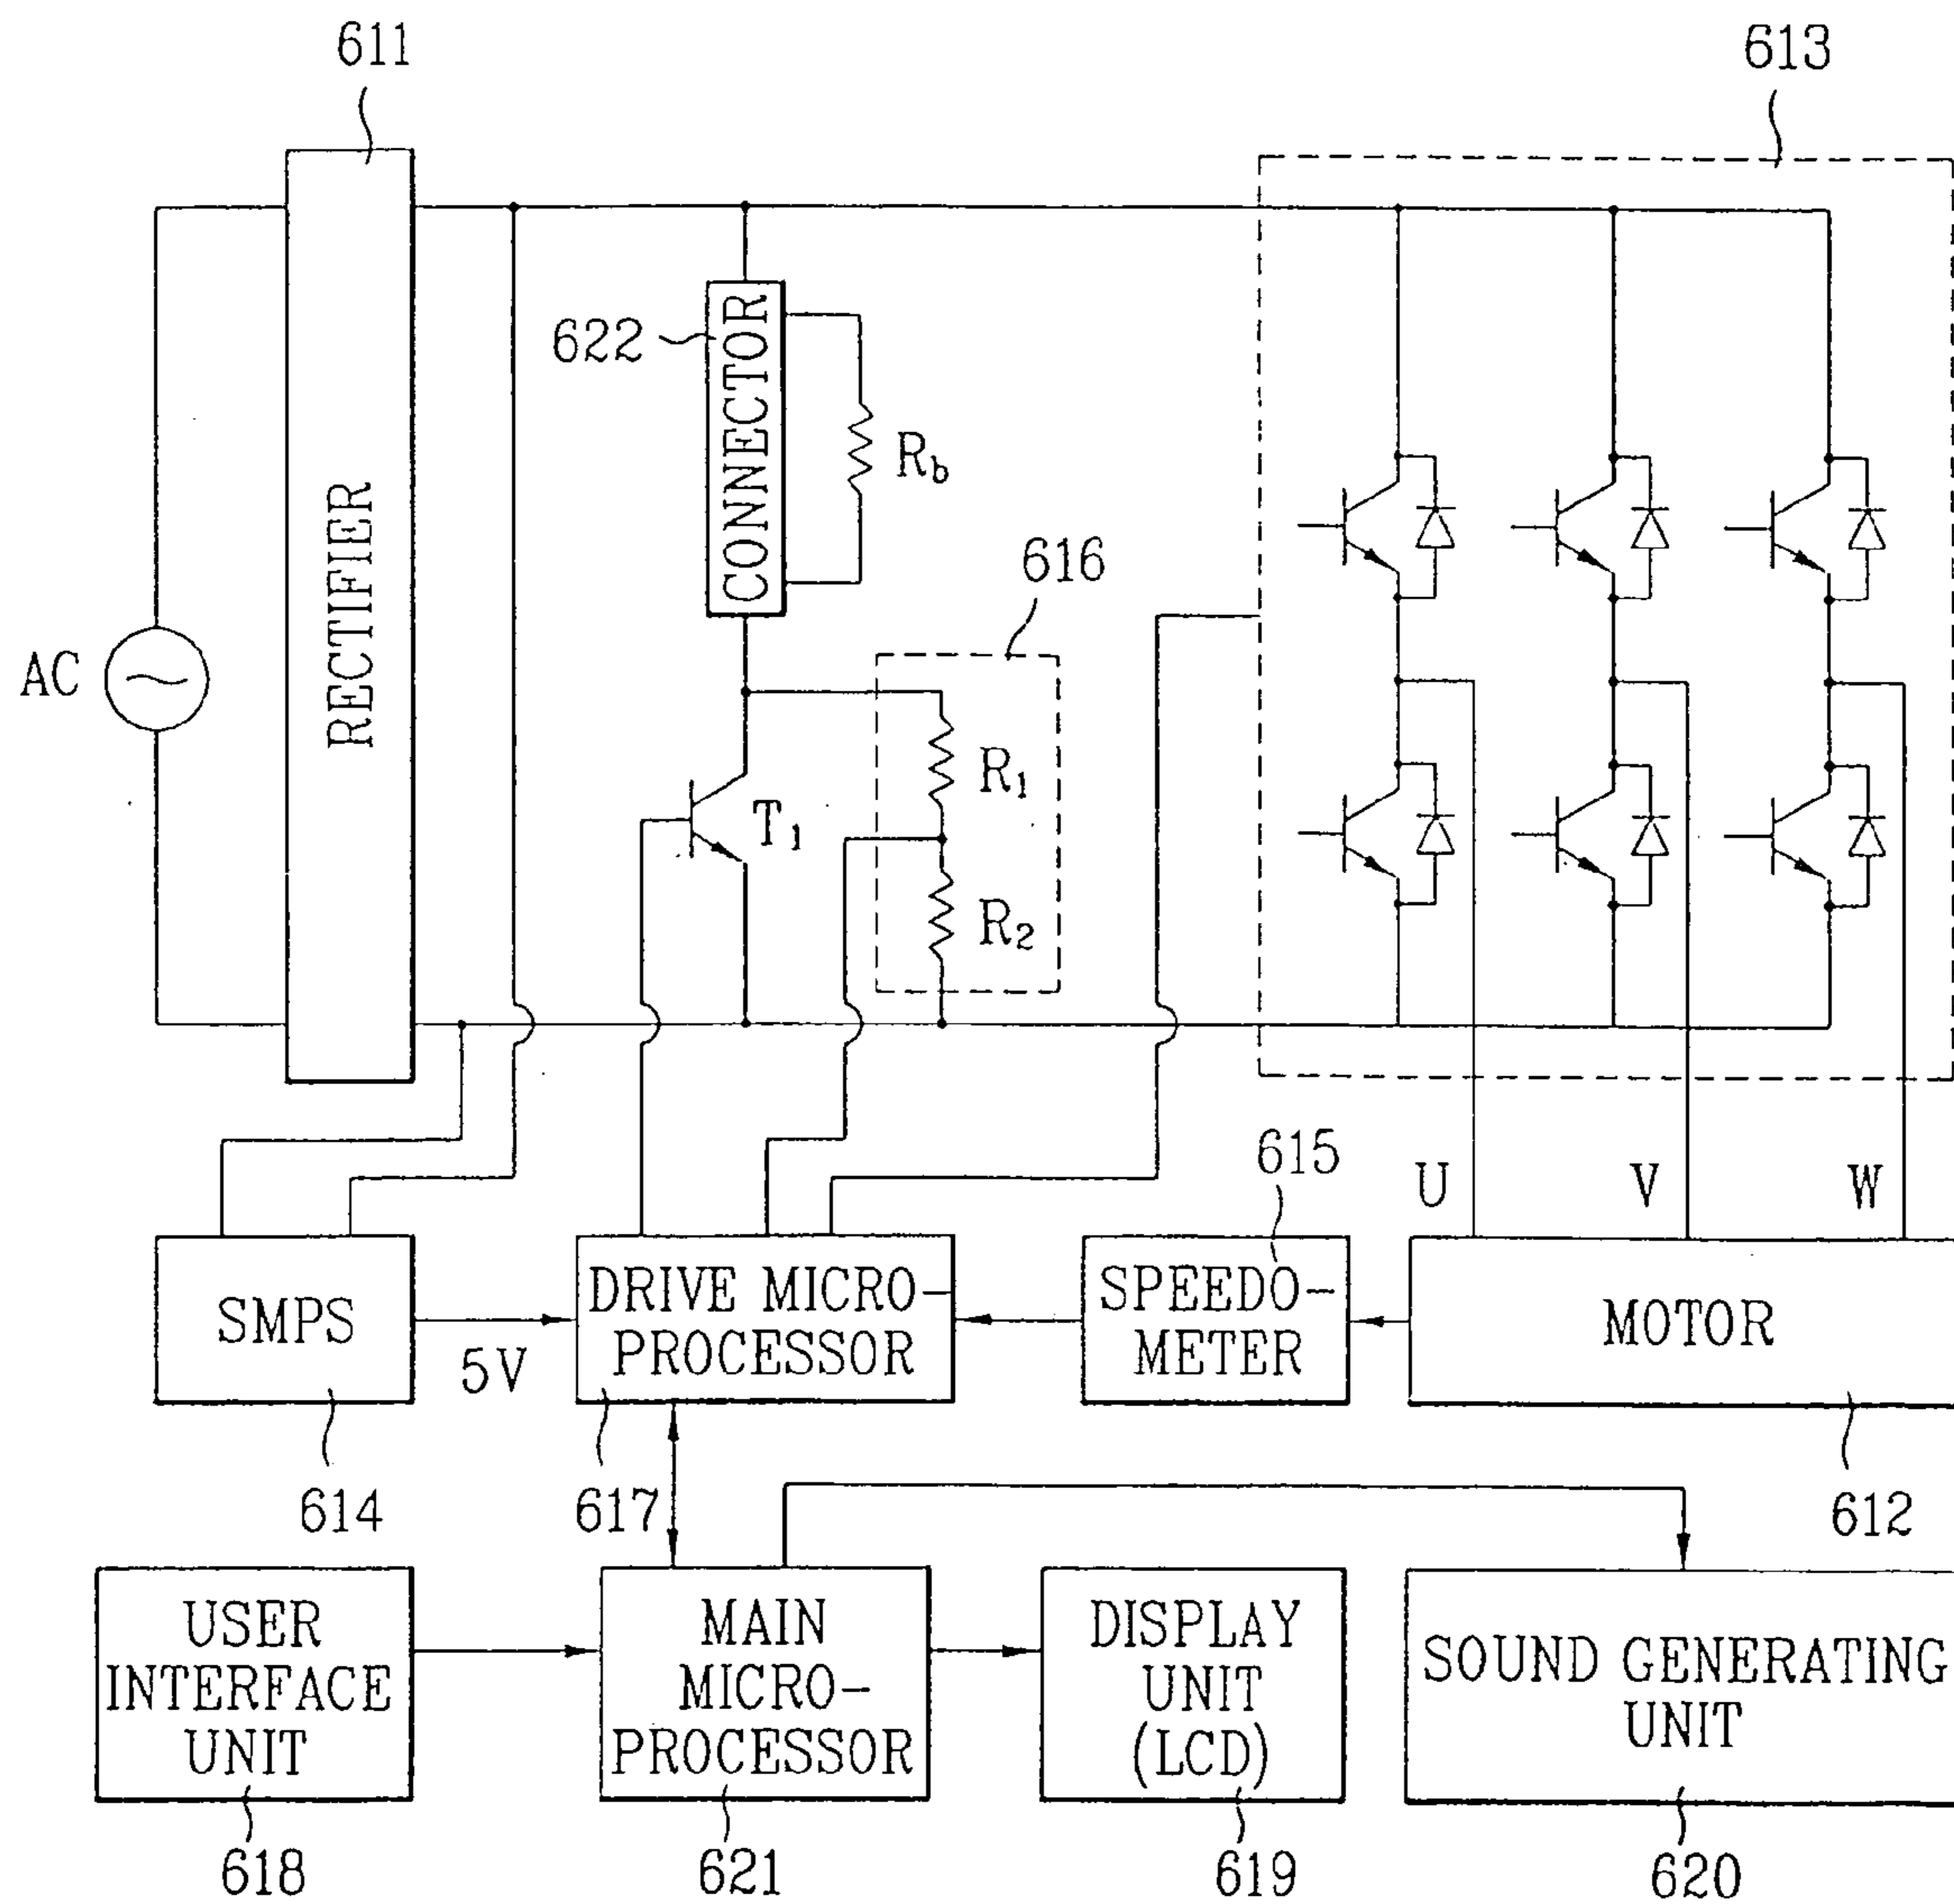 611
613
622
CONNECTOR
R_b
RECTIFIER
616
AC
R₁
T₁
R₂
615
U
V
W
SMPS
5V
DRIVE MICRO-
PROCESSOR
SPEEDO-
METER
MOTOR
614
617
612
USER
INTERFACE
UNIT
MAIN
MICRO-
PROCESSOR
DISPLAY
UNIT
(LCD)
SOUND GENERATING
UNIT
618
621
619
620